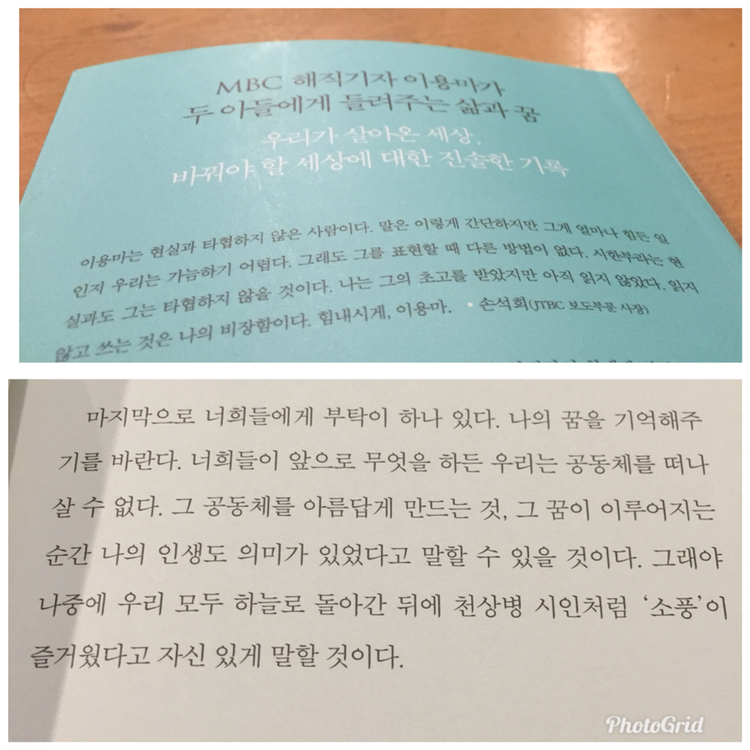 MBC 해직기자 이용마가
두 아들에게 들려주는 삶과 꿈
우리가 살아온 세상,
바꿔야 할 세상에 대한 진솔한 기록
이용마는 현실과 타협하지 않은 사람이다. 말은 이렇게 간단하지만 그게 얼마나 힘든 일
인지 우리는 가늠하기 어렵다. 그래도 그를 표현할 때 다른 방법이 없다. 시한부라는 현
실과도 그는 타협하지 않을 것이다. 나는 그의 초고를 받았지만 아직 읽지 않았다. 읽지
않고 쓰는 것은 나의 비장함이다. 힘내시게, 이용마. • 손석희(JTBC 보도부문 사장)
마지막으로 너희들에게 부탁이 하나 있다. 나의 꿈을 기억해주
기를 바란다. 너희들이 앞으로 무엇을 하든 우리는 공동체를 떠나
살 수 없다. 그 공동체를 아름답게 만드는 것, 그 꿈이 이루어지는
순간 나의 인생도 의미가 있었다고 말할 수 있을 것이다. 그래야
나중에 우리 모두 하늘로 돌아간 뒤에 천상병 시인처럼 ‘소풍’이
즐거웠다고 자신 있게 말할 것이다.
PhotoGrid